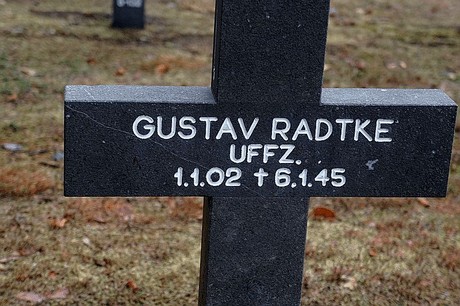 GUSTAV RADTKE
UFFZ.
1.1.02 † 6.1.45